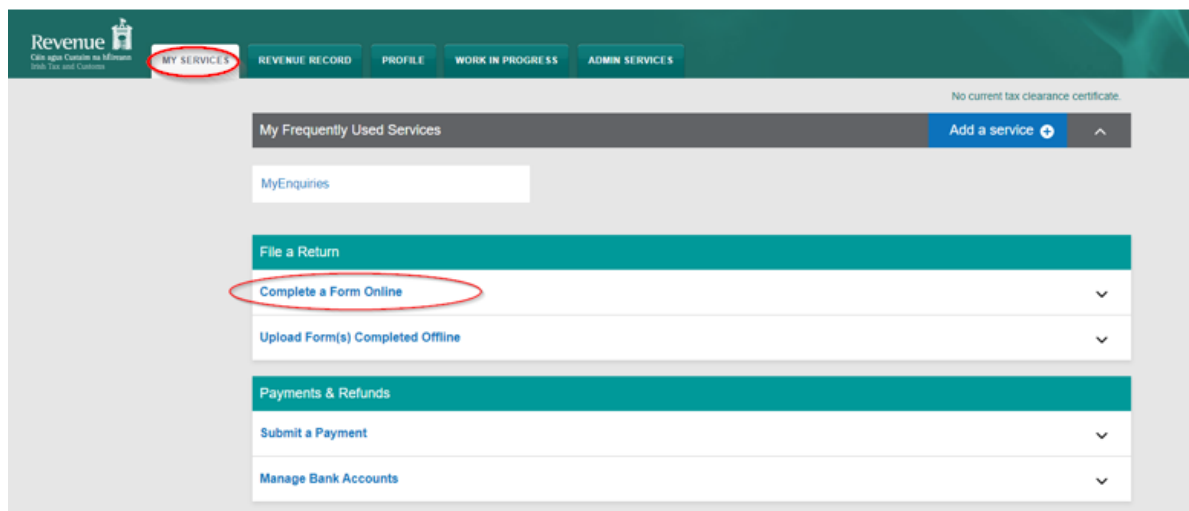 Revenue
Cáin agus Custaim na hÉireann
Irish Tax and Customs
MY SERVICES
REVENUE RECORD
PROFILE
WORK IN PROGRESS
ADMIN SERVICES
No current tax clearance certificate.
My Frequently Used Services
Add a service
MyEnquiries
File a Return
Complete a Form Online
Upload Form(s) Completed Offline
Payments & Refunds
Submit a Payment
Manage Bank Accounts